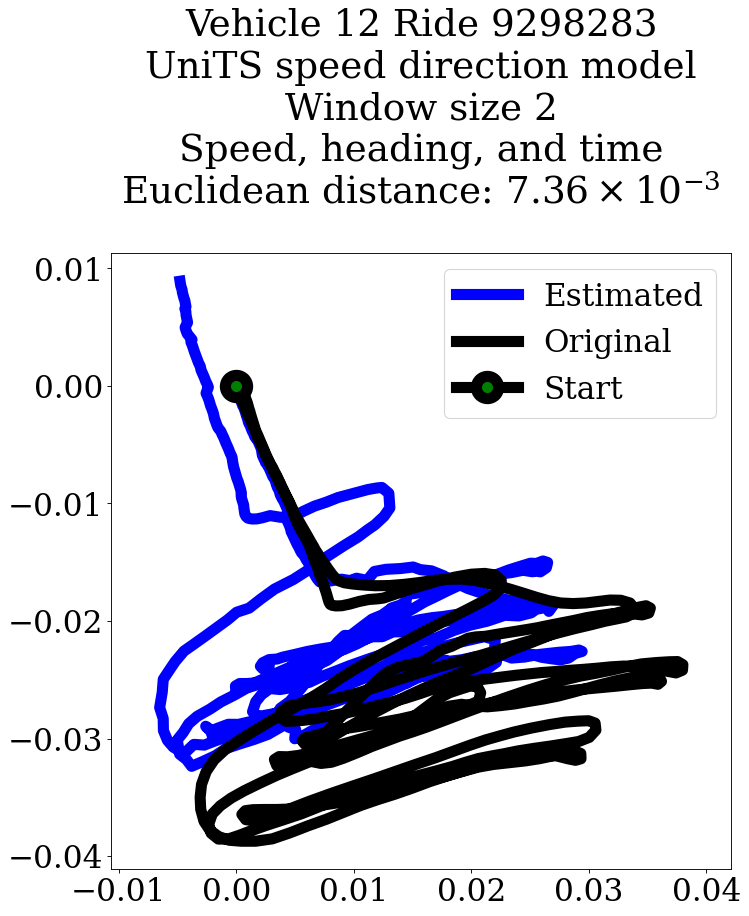 Vehicle 12 Ride 9298283
UniTS speed direction model
Window size 2
Speed, heading, and time
Euclidean distance: 7.36 × 10⁻³
Estimated
Original
Start
0.01
0.00
−0.01
−0.02
−0.03
−0.04
−0.01 0.00 0.01 0.02 0.03 0.04